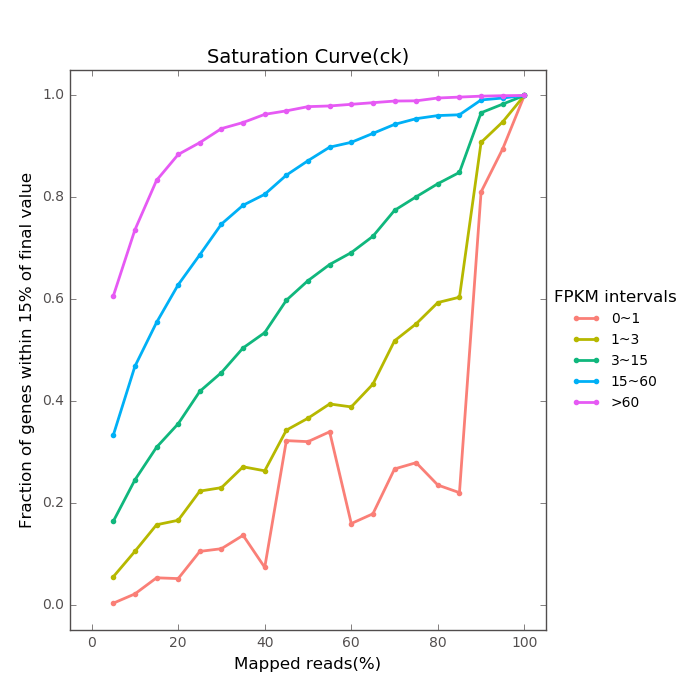 Saturation Curve(ck)
Fraction of genes within 15% of final value
1.0
0.8
0.6
0.4
0.2
0.0
0 20 40 60 80 100
Mapped reads(%)
FPKM intervals
0~1
1~3
3~15
15~60
>60